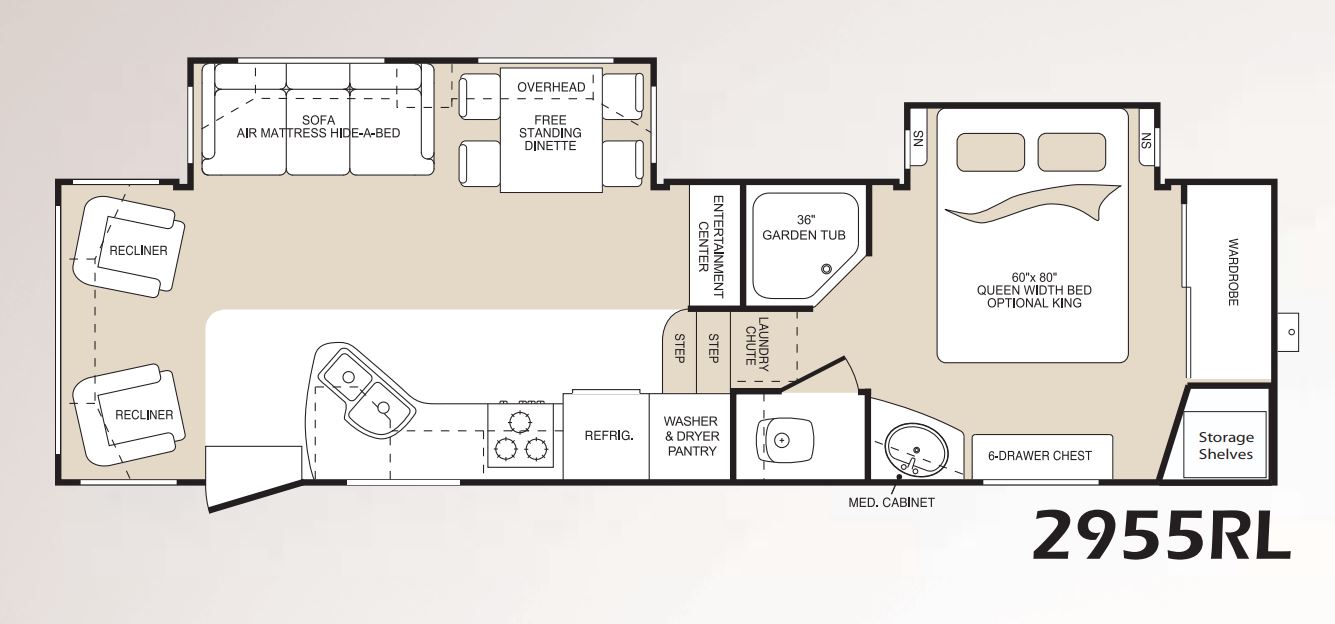 SOFA
AIR MATTRESS HIDE-A-BED
OVERHEAD
FREE
STANDING
DINETTE
RECLINER
RECLINER
ENTERTAINMENT
CENTER
36"
GARDEN TUB
NS
NS
60"x 80"
QUEEN WIDTH BED
OPTIONAL KING
WARDROBE
STEP
STEP
LAUNDRY
CHUTE
REFRIG.
WASHER
& DRYER
PANTRY
MED. CABINET
6-DRAWER CHEST
Storage
Shelves
2955RL